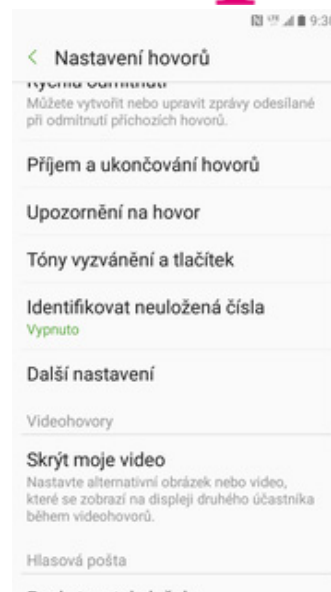 9:38
Nastavení hovorů
Můžete vytvořit nebo upravit zprávy odesílané
při odmítnutí příchozích hovorů.
Příjem a ukončování hovorů
Upozornění na hovor
Tóny vyzvánění a tlačítek
Identifikovat neuložená čísla
Vypnuto
Další nastavení
Videohovory
Skrýt moje video
Nastavte alternativní obrázek nebo video,
které se zobrazí na displeji druhého účastníka
během videohovorů.
Hlasová pošta